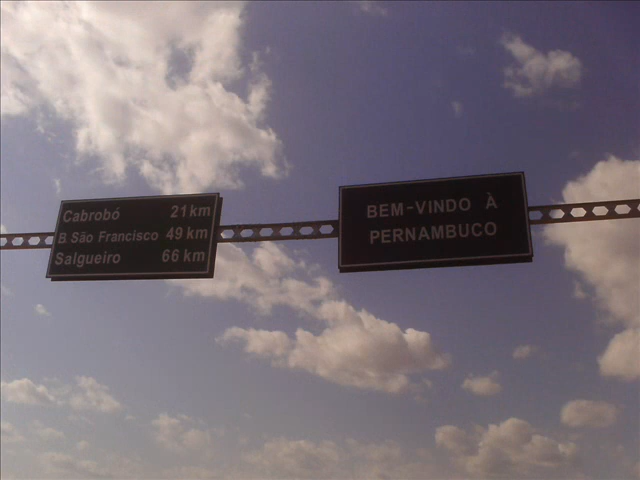 Cabrobó 21 km
B. São Francisco 49 km
Salgueiro 66 km
BEM-VINDO À
PERNAMBUCO